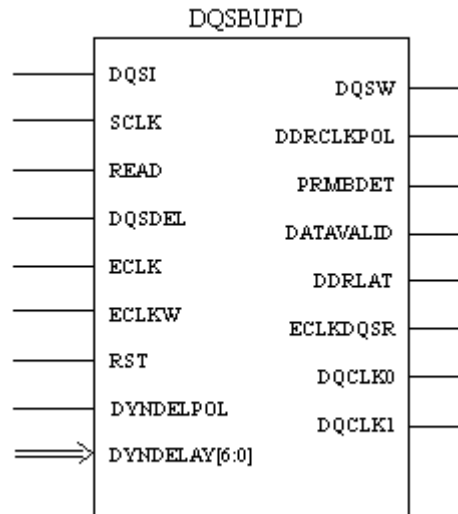 DQSBUFD
DQSI
SCLK
READ
DQSDEL
ECLK
ECLKW
RST
DYNDELPOL
DYNDELAY[6:0]
DQSW
DDRCLKPOL
PRMBDET
DATAVALID
DDRLAT
ECLKDQSR
DQCLK0
DQCLK1